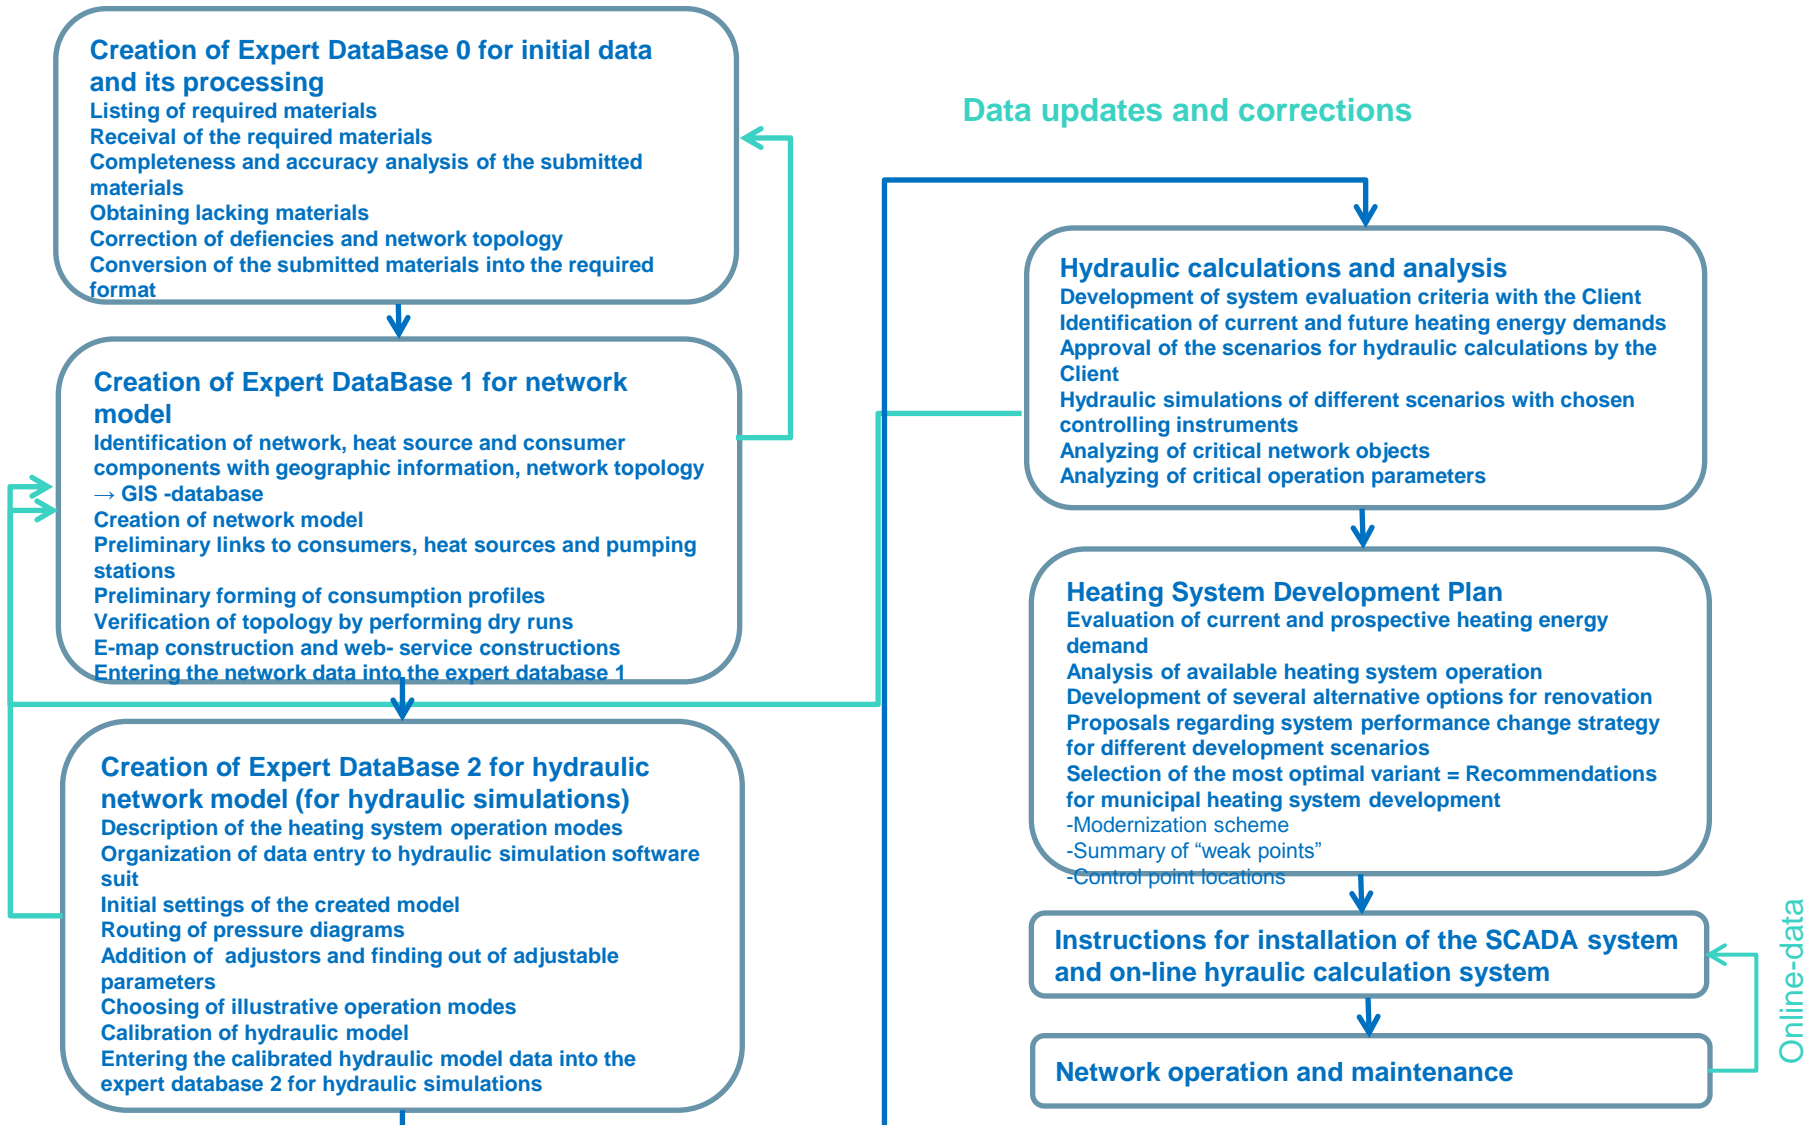 Creation of Expert DataBase 0 for initial data
and its processing
Listing of required materials
Receival of the required materials
Completeness and accuracy analysis of the submitted
materials
Obtaining lacking materials
Correction of defiencies and network topology
Conversion of the submitted materials into the required
format
Creation of Expert DataBase 1 for network
model
Identification of network, heat source and consumer
components with geographic information, network topology
→ GIS -database
Creation of network model
Preliminary links to consumers, heat sources and pumping
stations
Preliminary forming of consumption profiles
Verification of topology by performing dry runs
E-map construction and web- service constructions
Entering the network data into the expert database 1
Creation of Expert DataBase 2 for hydraulic
network model (for hydraulic simulations)
Description of the heating system operation modes
Organization of data entry to hydraulic simulation software
suit
Initial settings of the created model
Routing of pressure diagrams
Addition of  adjustors and finding out of adjustable
parameters
Choosing of illustrative operation modes
Calibration of hydraulic model
Entering the calibrated hydraulic model data into the
expert database 2 for hydraulic simulations
Data updates and corrections
Hydraulic calculations and analysis
Development of system evaluation criteria with the Client
Identification of current and future heating energy demands
Approval of the scenarios for hydraulic calculations by the
Client
Hydraulic simulations of different scenarios with chosen
controlling instruments
Analyzing of critical network objects
Analyzing of critical operation parameters
Heating System Development Plan
Evaluation of current and prospective heating energy
demand
Analysis of available heating system operation
Development of several alternative options for renovation
Proposals regarding system performance change strategy
for different development scenarios
Selection of the most optimal variant = Recommendations
for municipal heating system development
-Modernization scheme
-Summary of “weak points”
-Control point locations
Instructions for installation of the SCADA system
and on-line hyraulic calculation system
Network operation and maintenance
Online-data